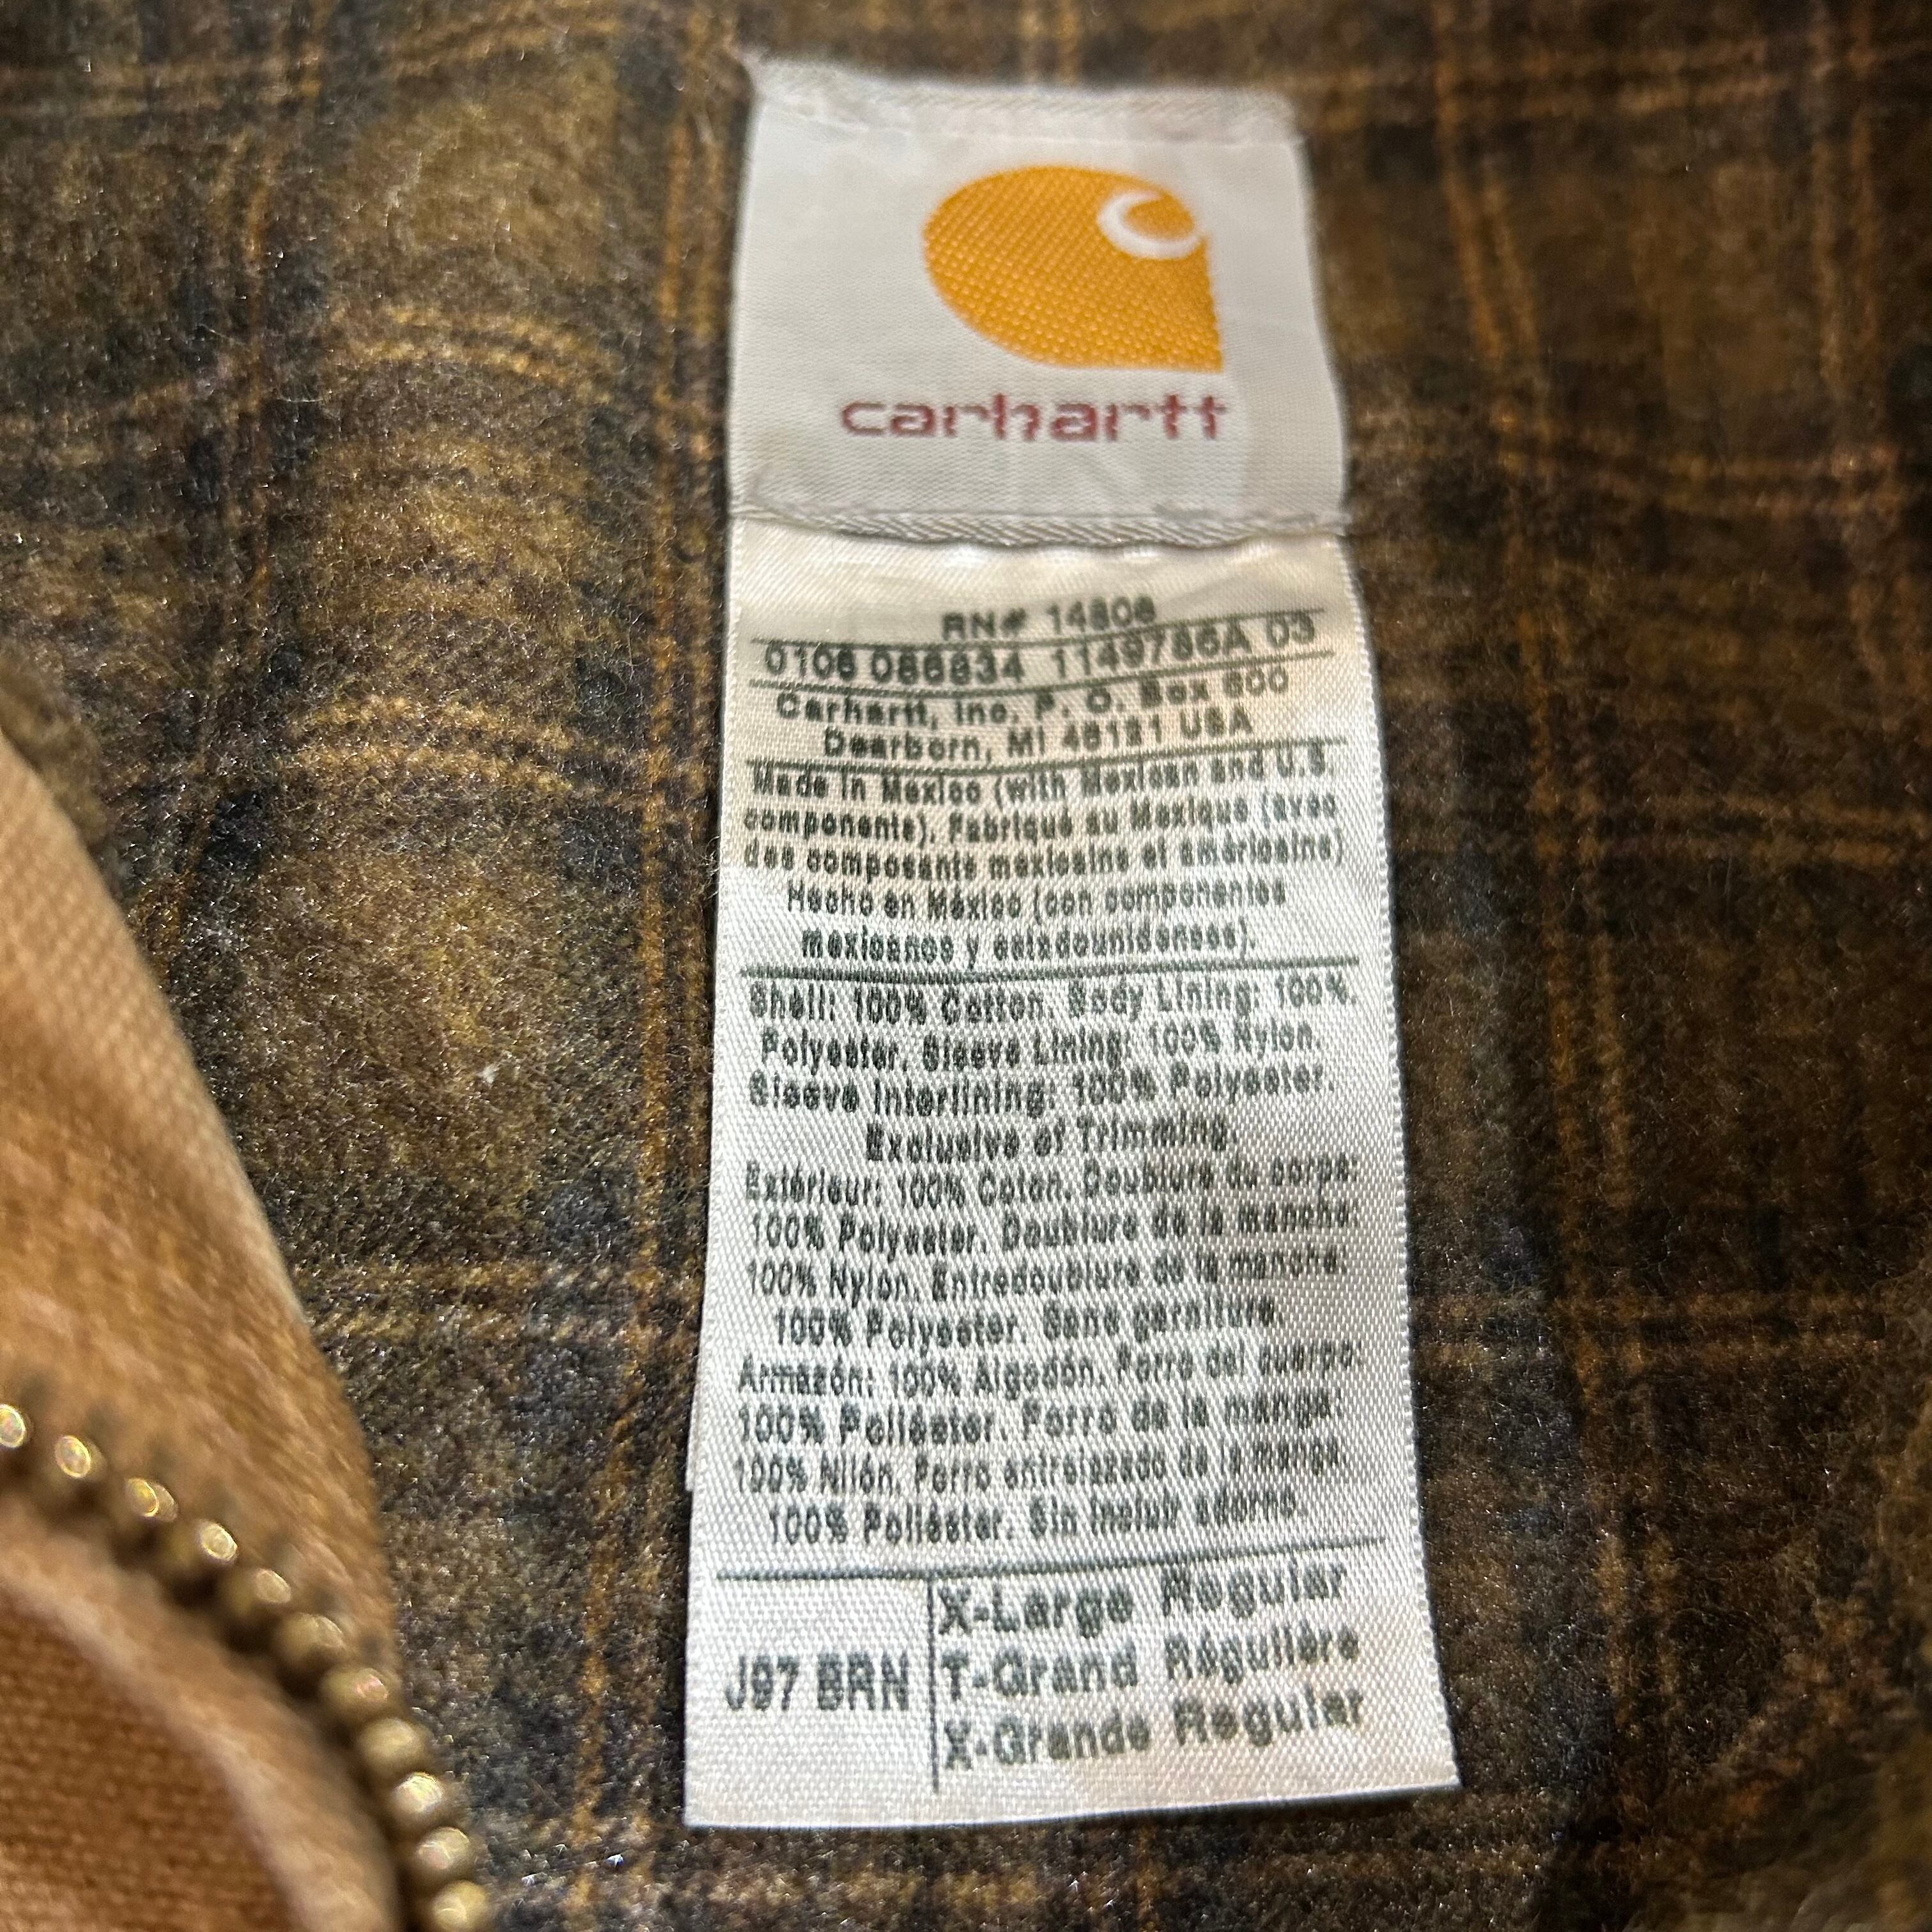 carhartt
RN# 14806
0106 086834 1149786A 03
Carhartt, Inc. P. O. Box 600
Dearborn, MI 48121 USA
Made in Mexico (with Mexican and U.S.
components). Fabriqué au Mexique (avec
des composants mexicains et américains)
Hecho en México (con componentes
mexicanos y estadounidenses).
Shell: 100% Cotton. Body Lining: 100%
Polyester. Sleeve Lining: 100% Nylon.
Sleeve Interlining: 100% Polyester.
Exclusive of Trimming
Extérieur: 100% Coton. Doublure du corps:
100% Polyester. Doublure de la manche
100% Nylon. Entredoublure de la manche
100% Polyester. Sans garniture
Armazón: 100% Algodón. Forro del cuerpo
100% Poliéster. Forro de la manga
100% Nilón. Forro entrelazado de la manga
100% Poliéster. Sin incluir adorno
J97 BRN
X-Large Regular
T-Grand Régulière
X-Grande Regular